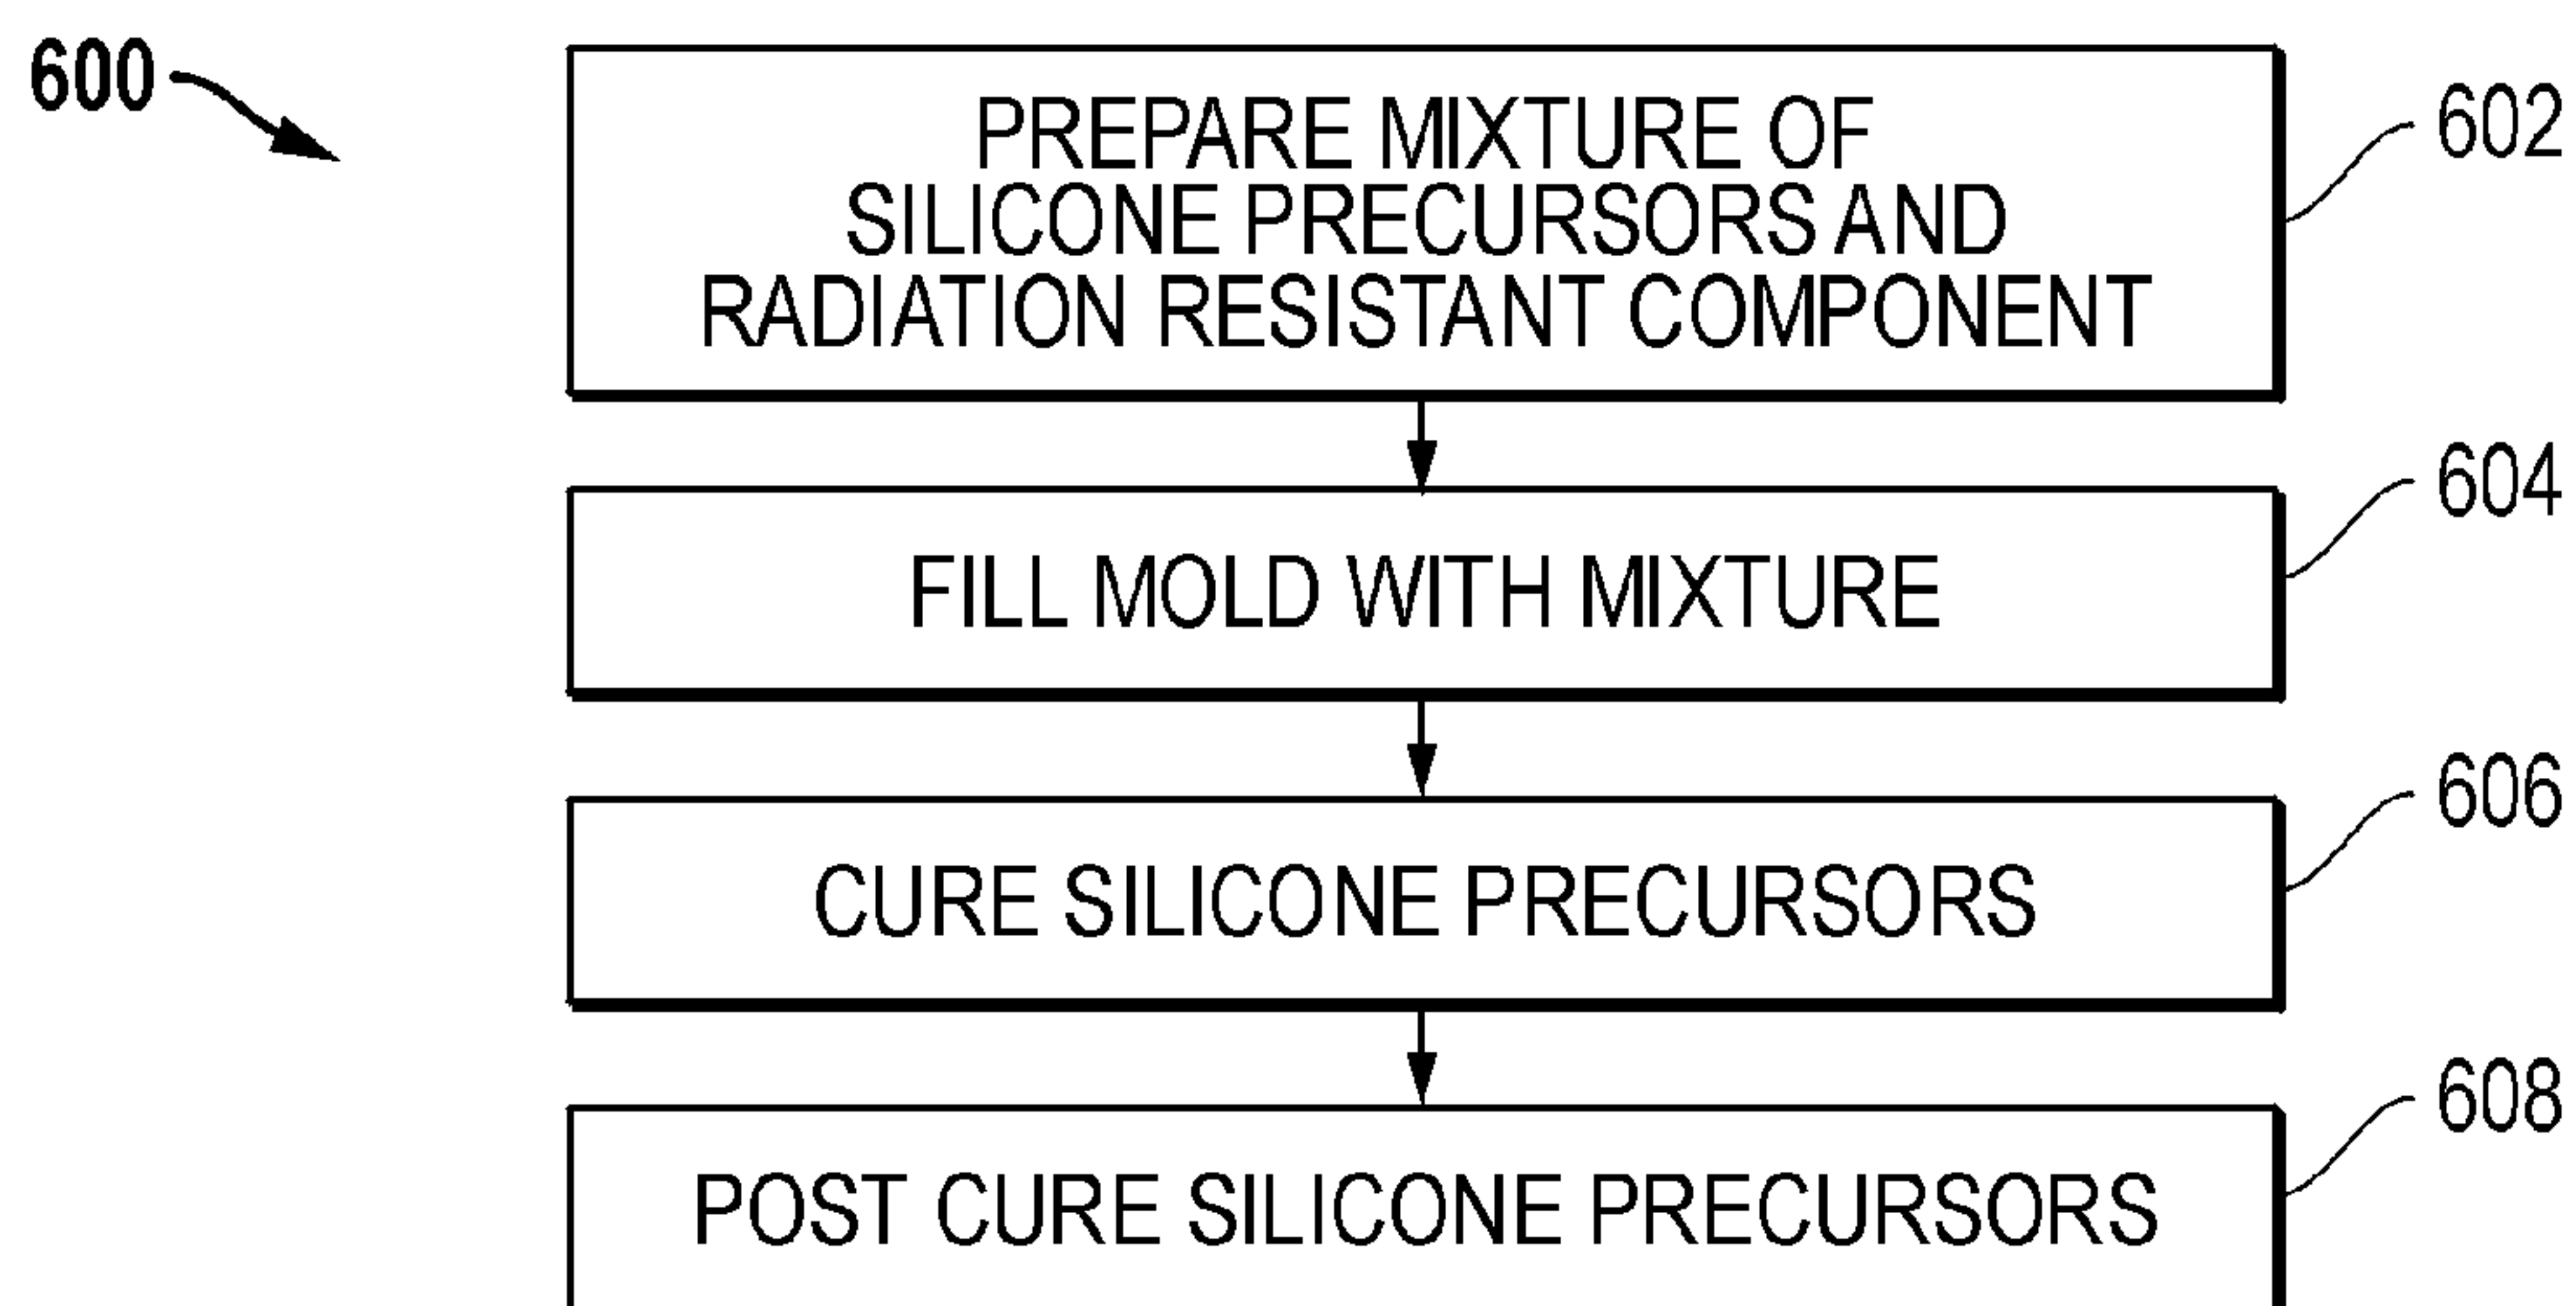 600
PREPARE MIXTURE OF
SILICONE PRECURSORS AND
RADIATION RESISTANT COMPONENT
602
FILL MOLD WITH MIXTURE
604
CURE SILICONE PRECURSORS
606
POST CURE SILICONE PRECURSORS
608